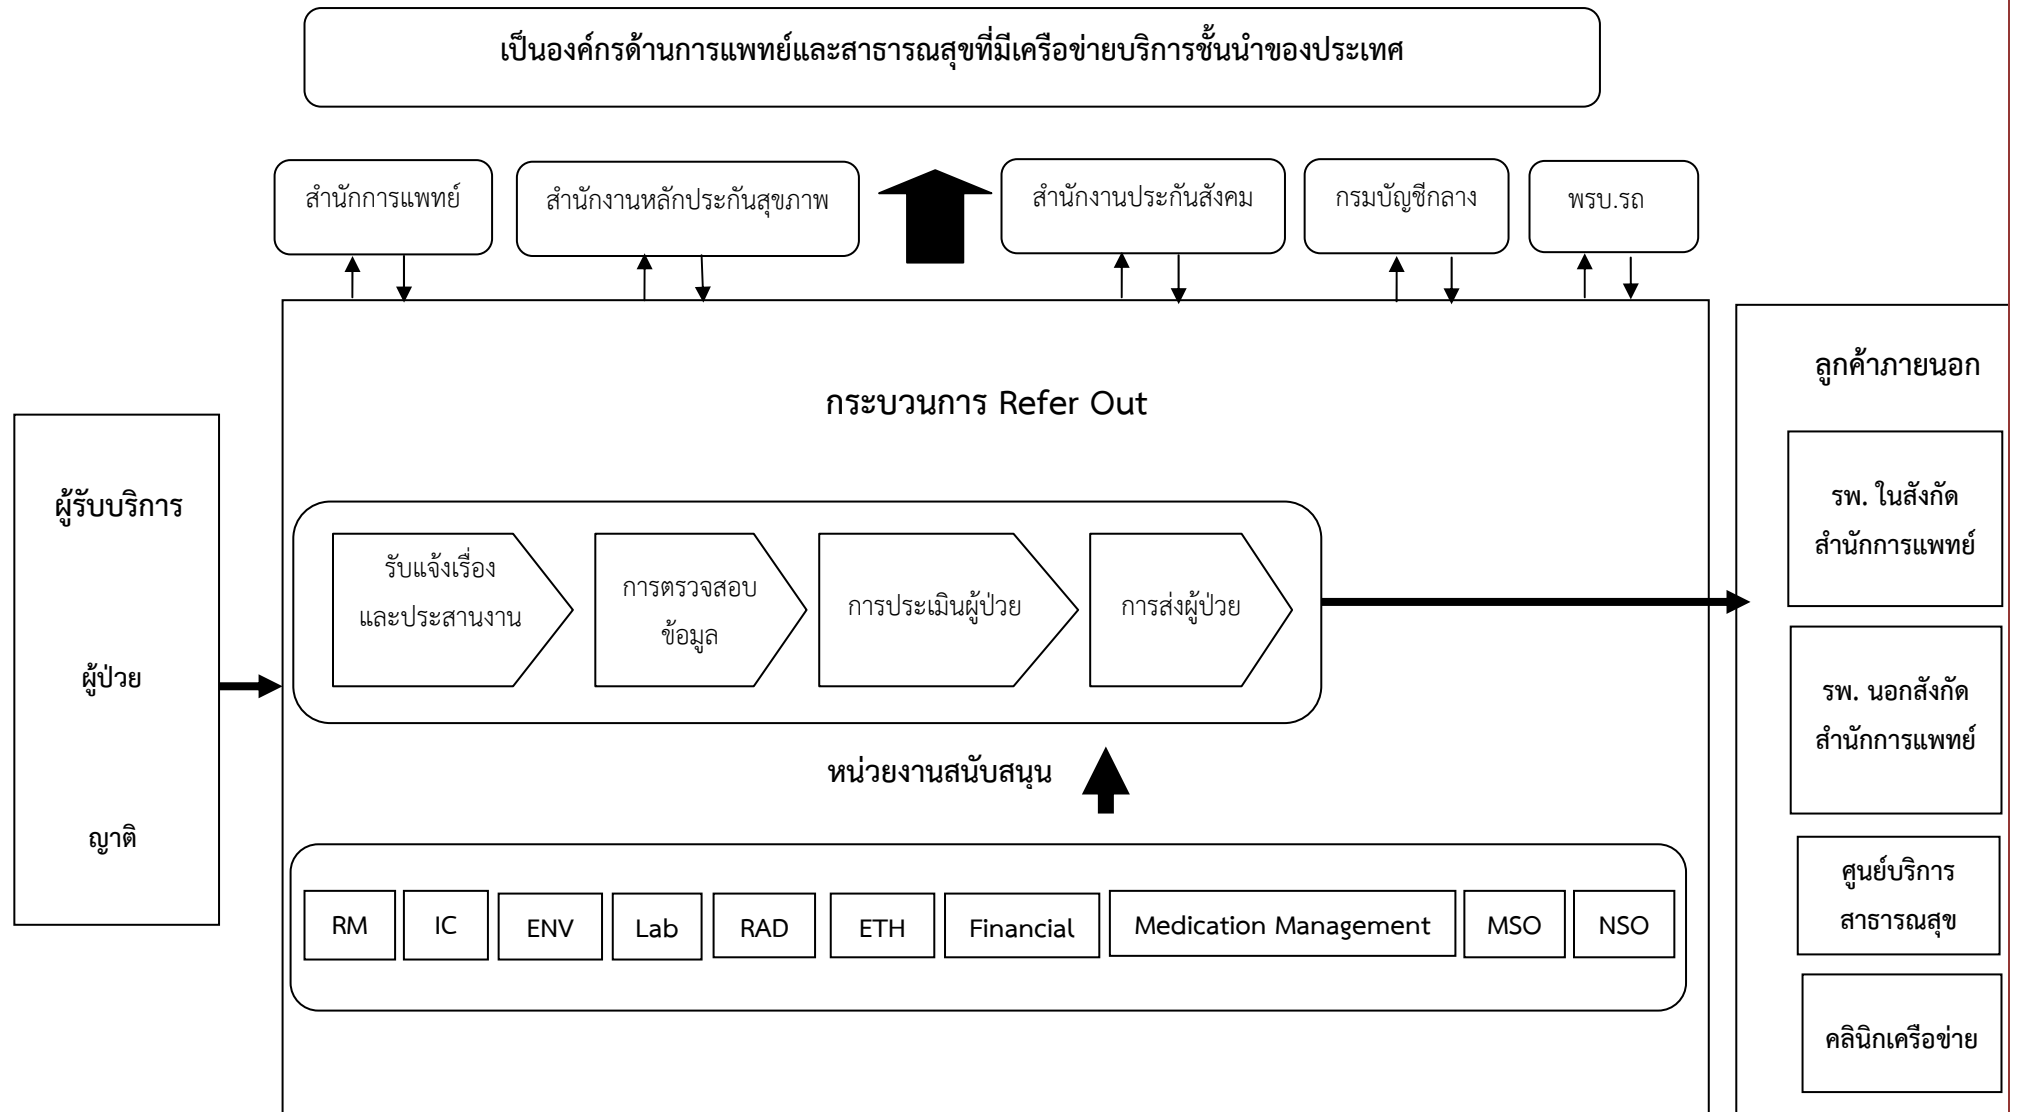 เป็นองค์กรด้านการแพทย์และสาธารณสุขที่มีเครือข่ายบริการชั้นนำของประเทศ
สำนักการแพทย์
สำนักงานหลักประกันสุขภาพ
สำนักงานประกันสังคม
กรมบัญชีกลาง
พรบ.รถ
กระบวนการ Refer Out
ผู้รับบริการ
ผู้ป่วย
ญาติ
รับแจ้งเรื่อง
และประสานงาน
การตรวจสอบ
ข้อมูล
การประเมินผู้ป่วย
การส่งผู้ป่วย
หน่วยงานสนับสนุน
RM
IC
ENV
Lab
RAD
ETH
Financial
Medication Management
MSO
NSO
ลูกค้าภายนอก
รพ. ในสังกัด
สำนักการแพทย์
รพ. นอกสังกัด
สำนักการแพทย์
ศูนย์บริการ
สาธารณสุข
คลินิกเครือข่าย